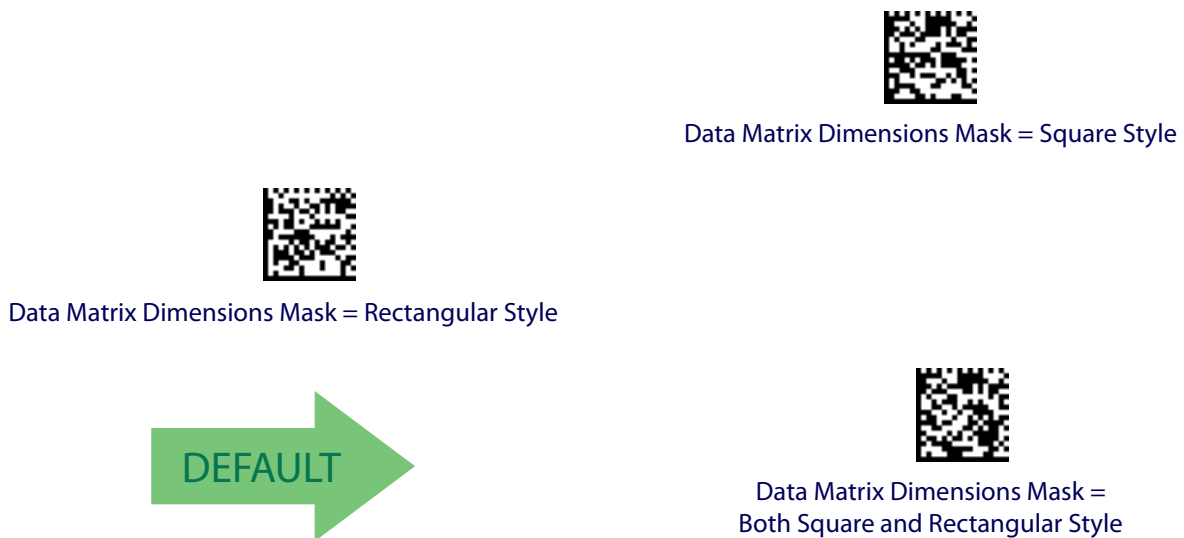 Data Matrix Dimensions Mask = Square Style
Data Matrix Dimensions Mask = Rectangular Style
DEFAULT
Data Matrix Dimensions Mask =
Both Square and Rectangular Style